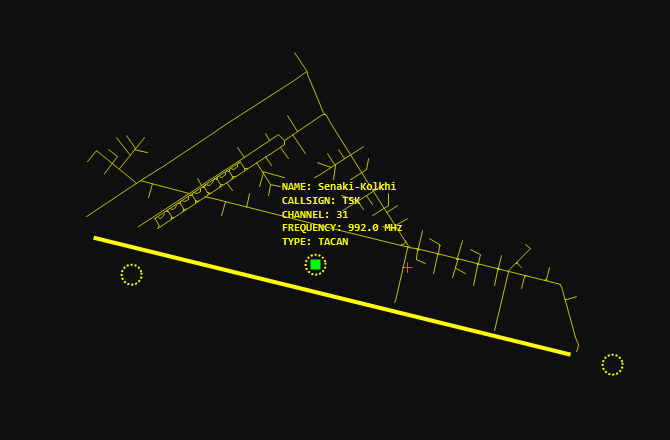 NAME: Senaki-Kolkhi
CALLSIGN: TSK
CHANNEL: 31
FREQUENCY: 992.0 MHz
TYPE: TACAN